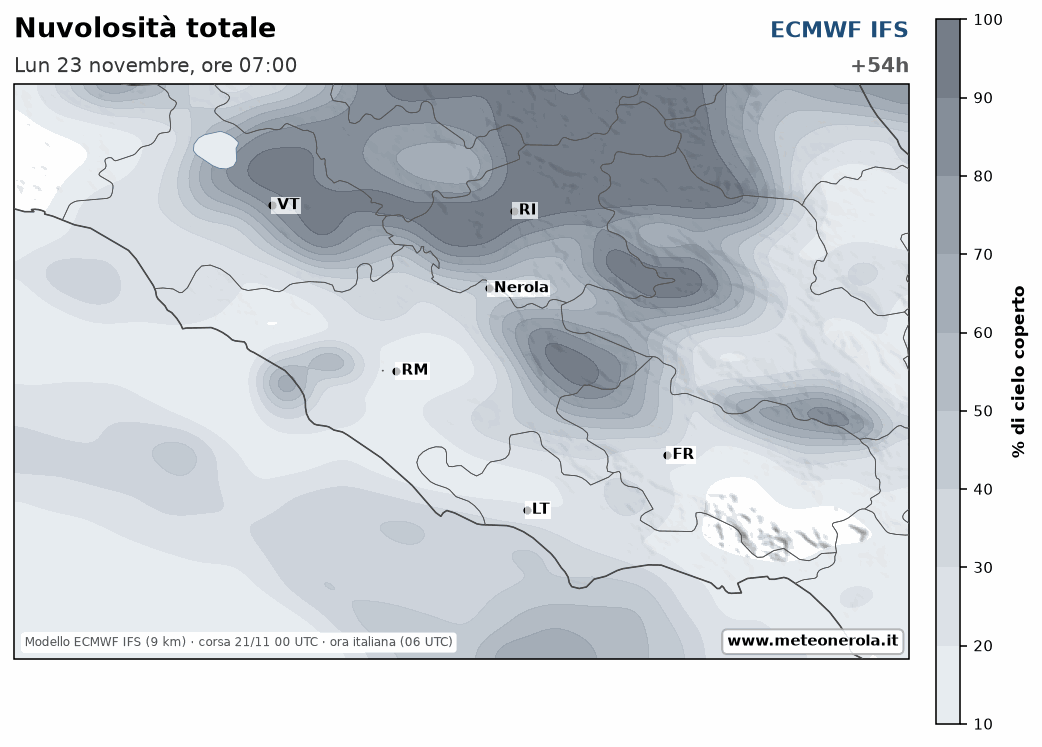 Nuvolosità totale
ECMWF IFS
Lun 23 novembre, ore 07:00
+54h
100
90
80
70
60
50
40
30
20
10
% di cielo coperto
VT
RI
Nerola
RM
FR
LT
Modello ECMWF IFS (9 km) · corsa 21/11 00 UTC · ora italiana (06 UTC)
www.meteonerola.it